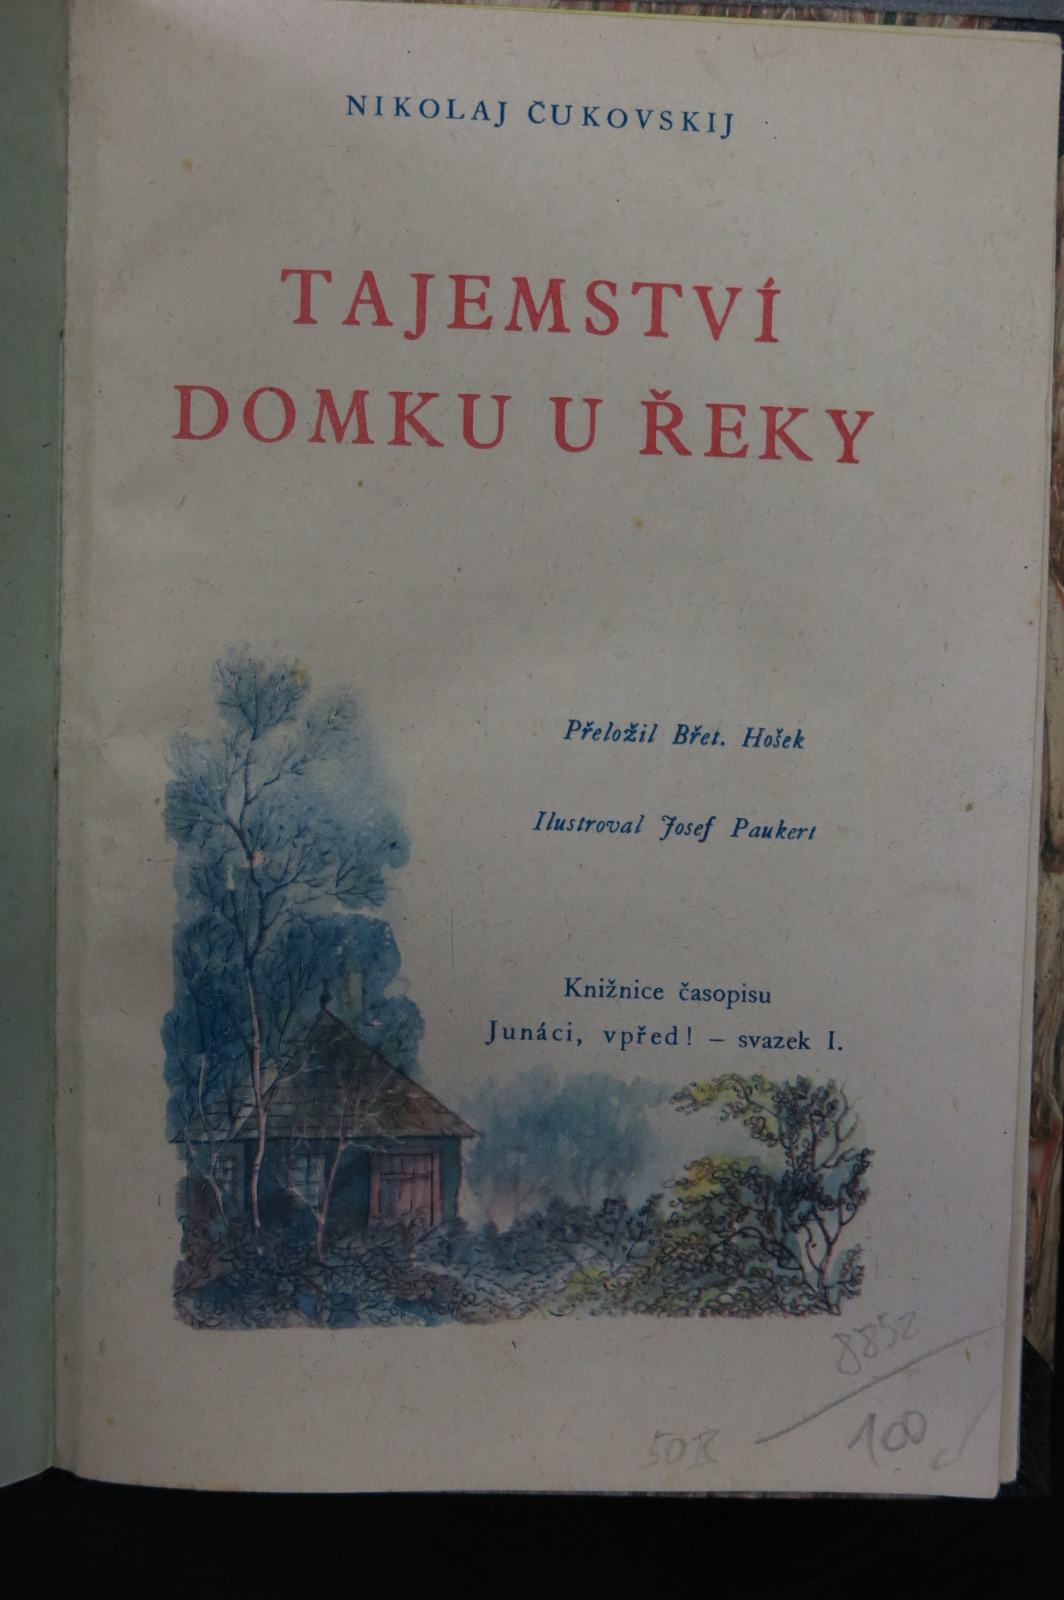 NIKOLAJ ČUKOVSKIJ
TAJEMSTVÍ
DOMKU U ŘEKY
Přeložil Břet. Hošek
Ilustroval Josef Paukert
Knižnice časopisu
Junáci, vpřed! – svazek I.
8852
100